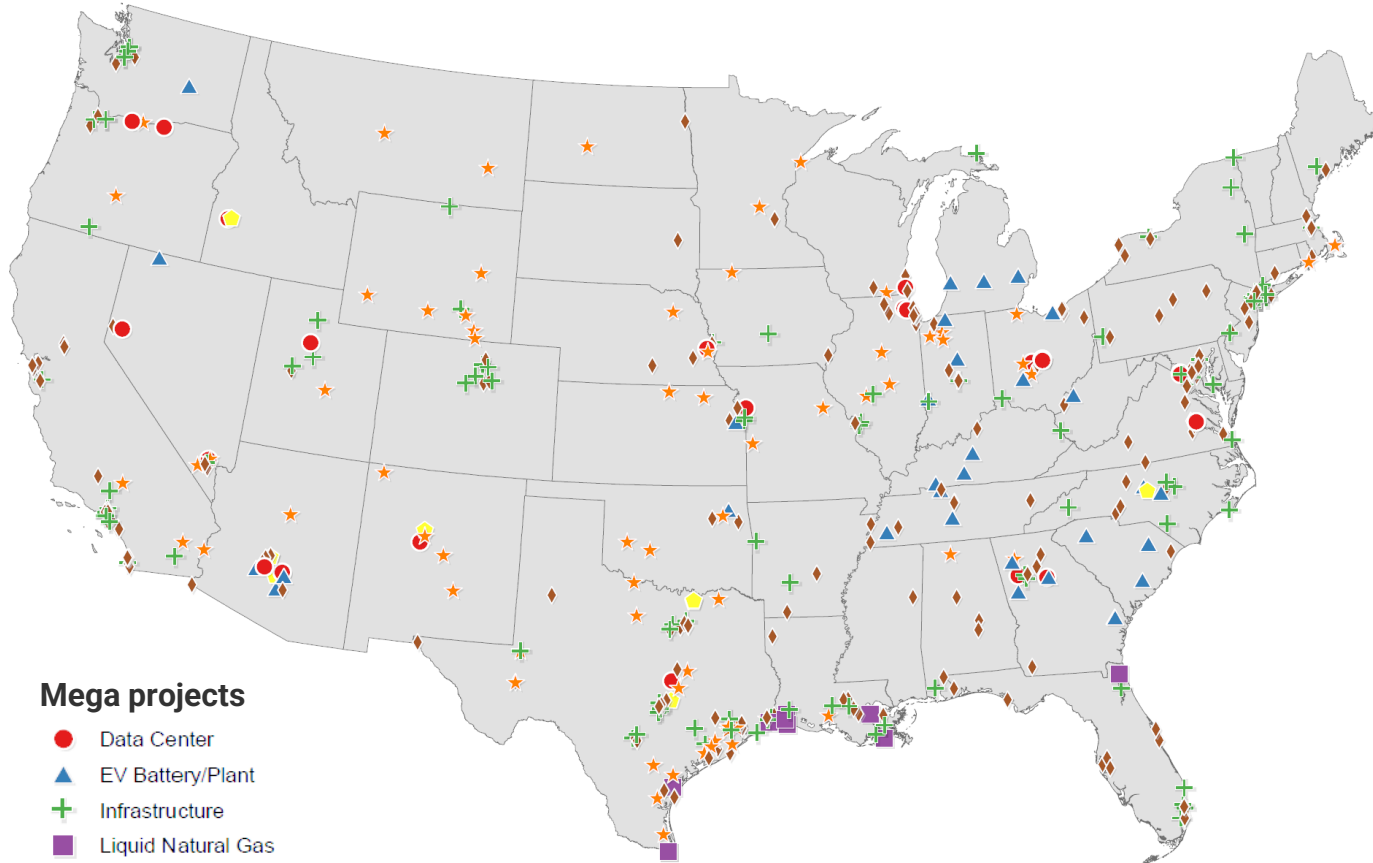 Mega projects
Data Center
EV Battery/Plant
Infrastructure
Liquid Natural Gas